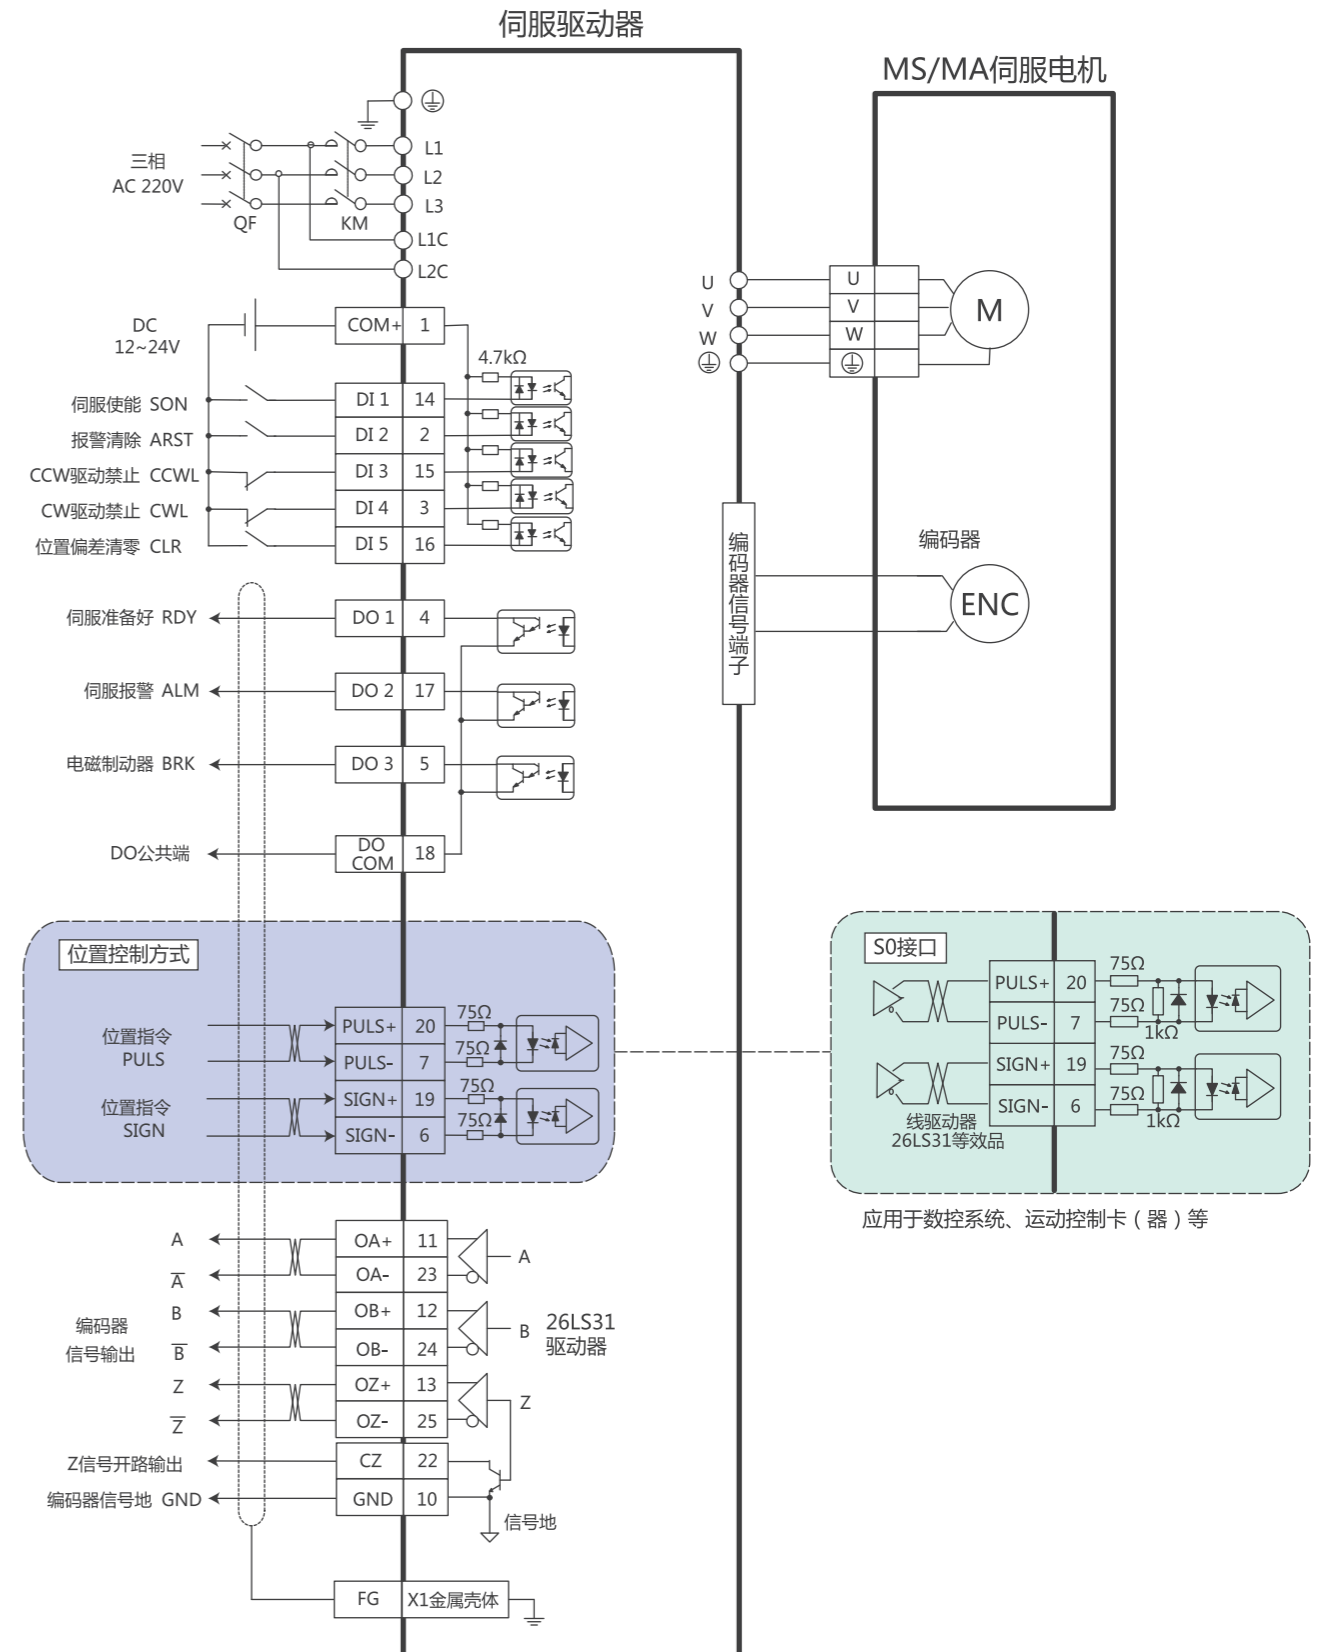 伺服驱动器
MS/MA伺服电机
L1
三相
AC 220V
L2
L3
QF
KM
L1C
L2C
U
V
W
U
V
W
M
DC
12~24V
COM+ 1
4.7kΩ
伺服使能 SON
DI 1 14
报警清除 ARST
DI 2 2
CCW驱动禁止 CCWL
DI 3 15
CW驱动禁止 CWL
DI 4 3
位置偏差清零 CLR
DI 5 16
编码器信号端子
编码器
ENC
伺服准备好 RDY
DO 1 4
伺服报警 ALM
DO 2 17
电磁制动器 BRK
DO 3 5
DO公共端
DO
COM
18
位置控制方式
位置指令
PULS
PULS+ 20 75Ω
PULS- 7 75Ω
位置指令
SIGN
SIGN+ 19 75Ω
SIGN- 6 75Ω
S0接口
PULS+ 20 75Ω
PULS- 7 75Ω
1kΩ
SIGN+ 19 75Ω
SIGN- 6 75Ω
1kΩ
线驱动器
26LS31等效品
应用于数控系统、运动控制卡（器）等
A
OA+ 11
A
A̅
OA- 23
B
OB+ 12
B
26LS31
驱动器
编码器
信号输出
B̅
OB- 24
Z
OZ+ 13
Z
Z̅
OZ- 25
Z信号开路输出
CZ 22
编码器信号地 GND
GND 10
信号地
FG X1金属壳体